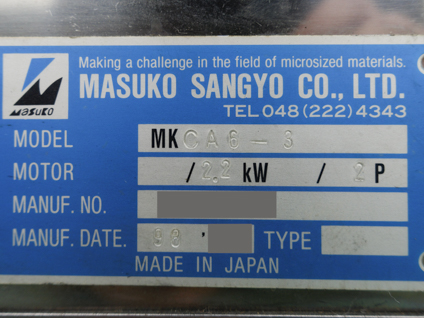 Making a challenge in the field of microsized materials.
MASUKO SANGYO CO., LTD.
Masuko
TEL 048(222)4343
MODEL MKCA6-3
MOTOR /2.2 kW / 2P
MANUF. NO.
MANUF. DATE. TYPE
MADE IN JAPAN